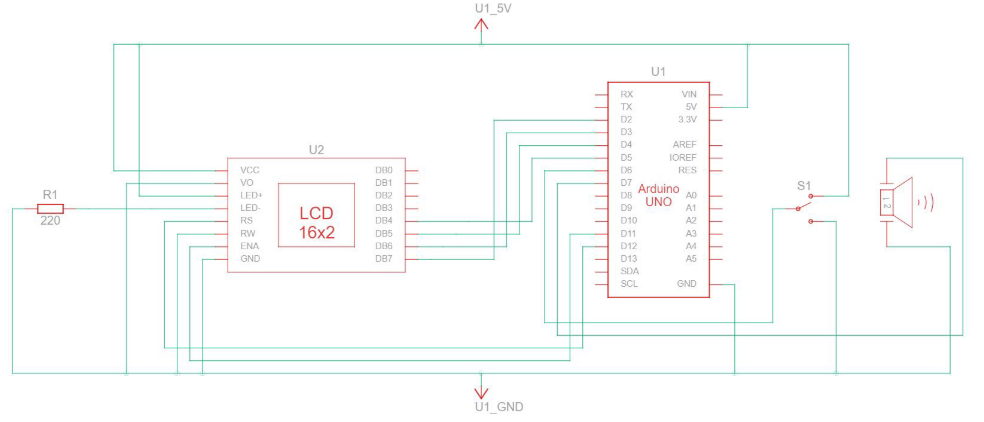 U1_5V
U1
RX
TX
D2
D3
D4
D5
D6
D7
D8
D9
D10
D11
D12
D13
SDA
SCL
Arduino
UNO
VIN
5V
3.3V
AREF
IOREF
RES
A0
A1
A2
A3
A4
A5
GND
U2
VCC
VO
LED+
LED-
RS
RW
ENA
GND
LCD
16x2
DB0
DB1
DB2
DB3
DB4
DB5
DB6
DB7
R1
220
S1
U1_GND